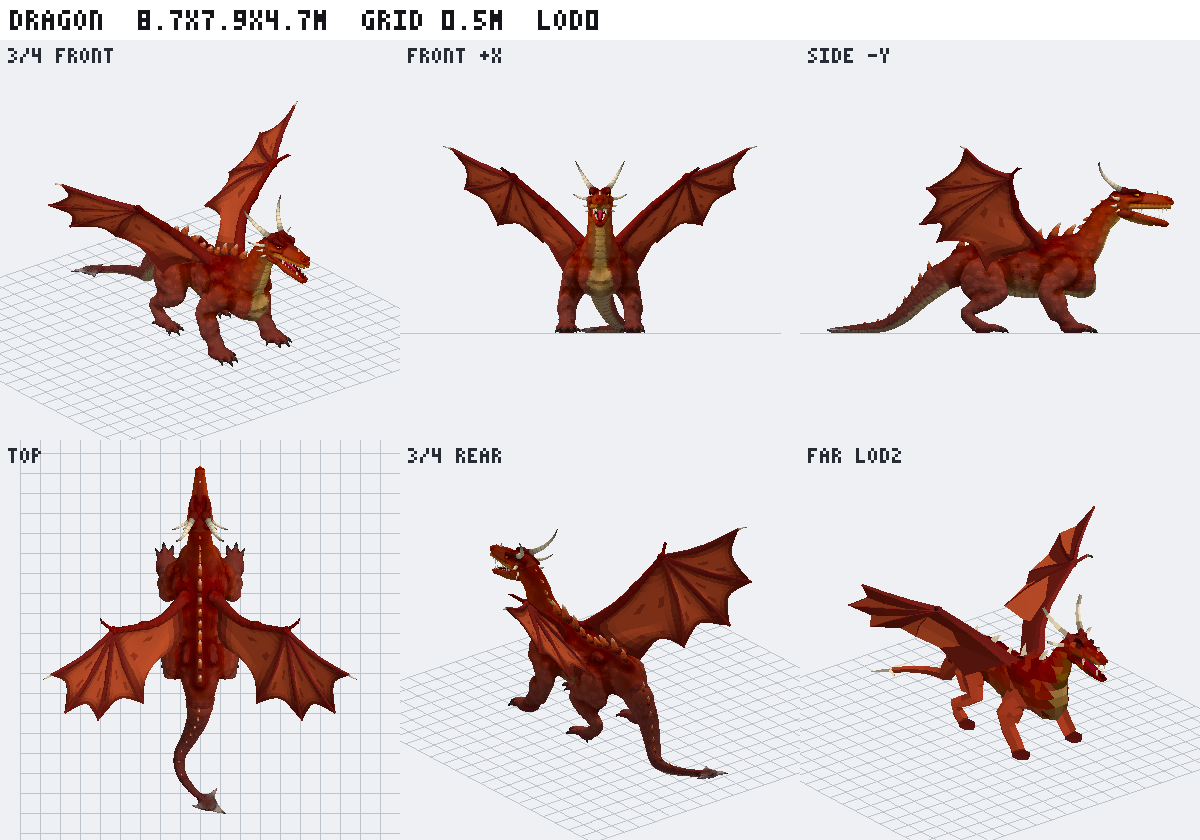 DRAGON 8.7X7.9X4.7M GRID 0.5M LOD0
3/4 FRONT
FRONT +X
SIDE -Y
TOP
3/4 REAR
FAR LOD2